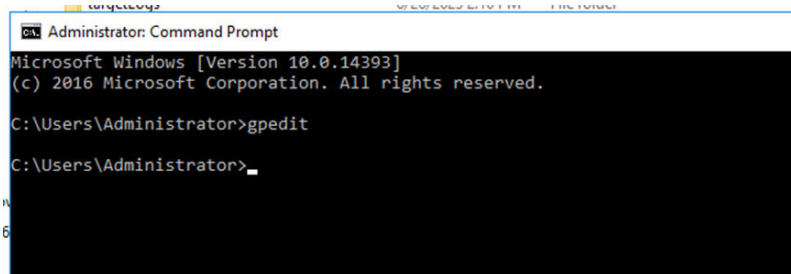 targetLogs
Administrator: Command Prompt
Microsoft Windows [Version 10.0.14393]
(c) 2016 Microsoft Corporation. All rights reserved.
C:\Users\Administrator>gpedit
C:\Users\Administrator>